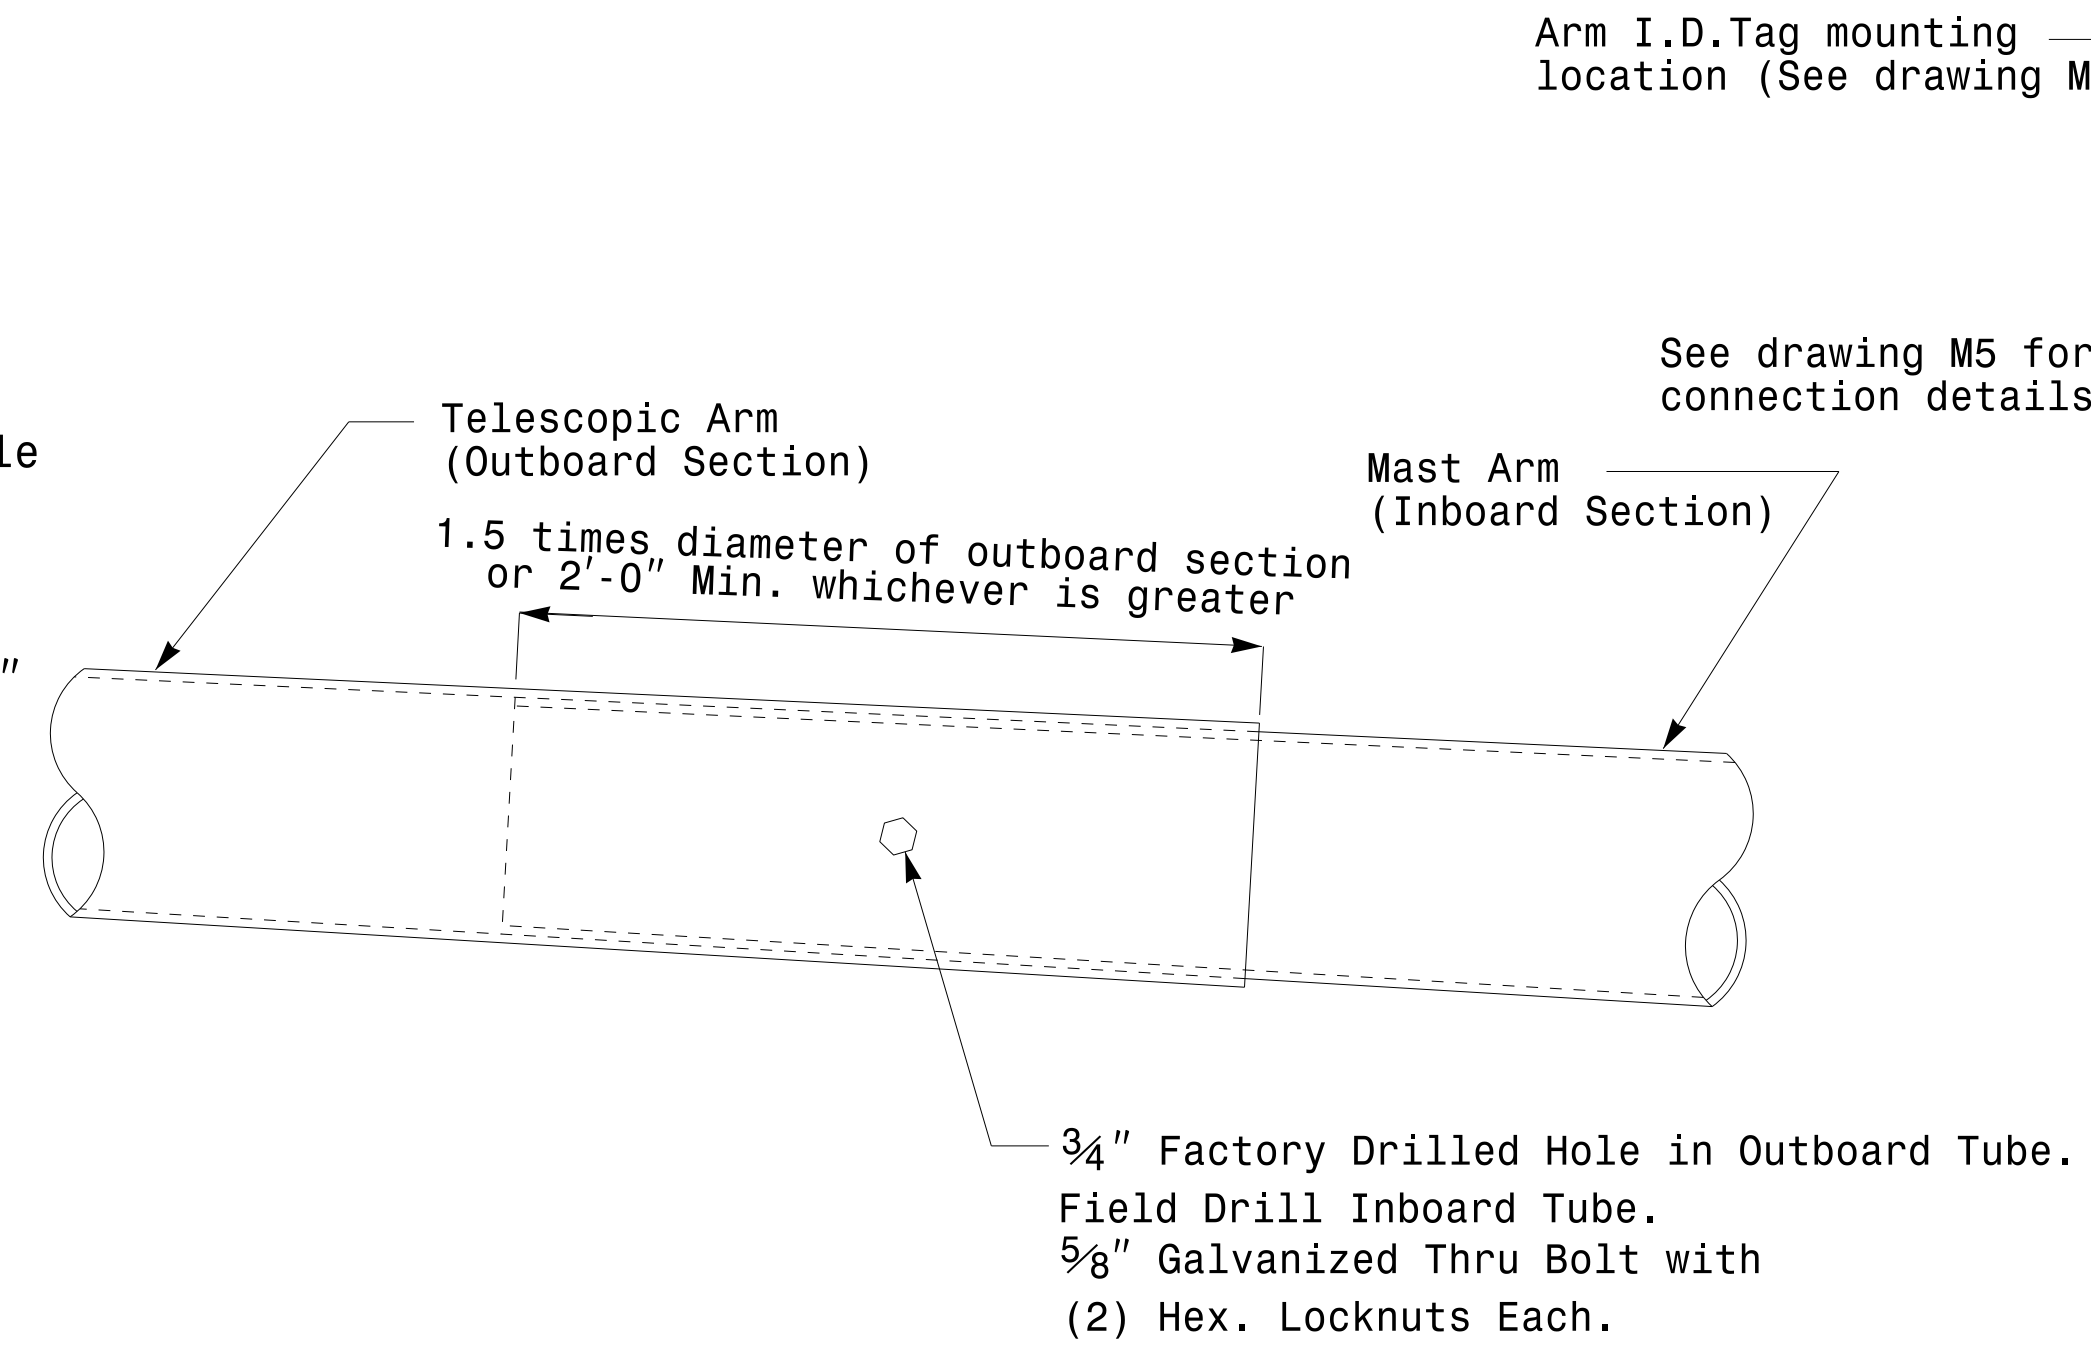 Arm I.D.Tag mounting
location (See drawing M
See drawing M5 for
connection details
Telescopic Arm
(Outboard Section)
le
Mast Arm
(Inboard Section)
1.5 times diameter of outboard section
or 2'-0" Min. whichever is greater
"
3/4" Factory Drilled Hole in Outboard Tube.
Field Drill Inboard Tube.
5/8" Galvanized Thru Bolt with
(2) Hex. Locknuts Each.